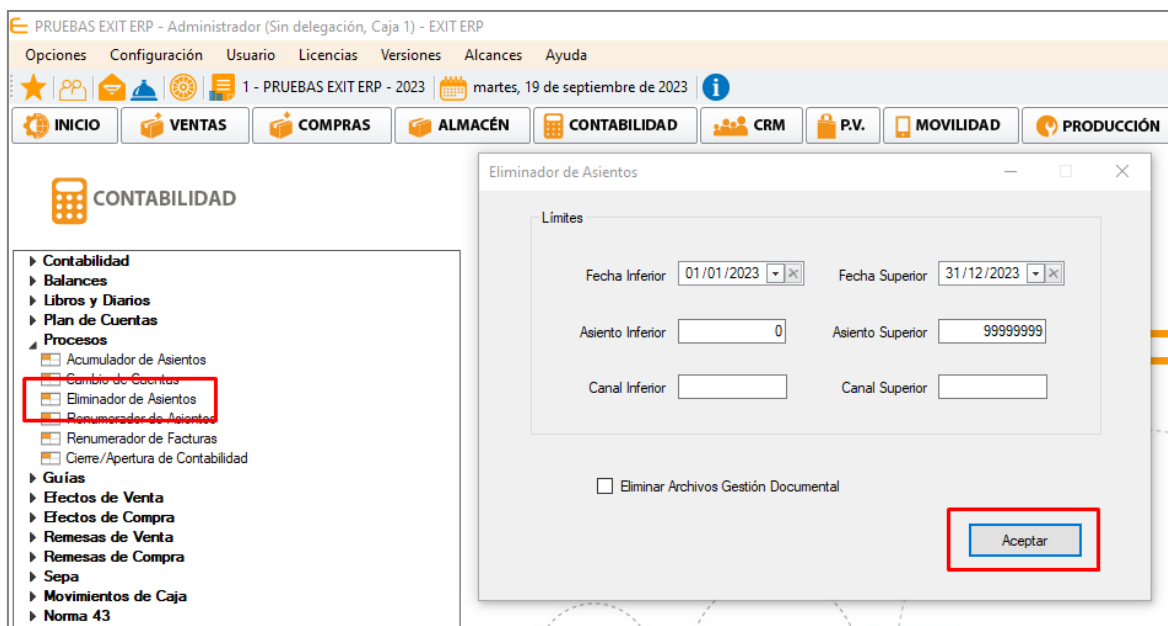 PRUEBAS EXIT ERP - Administrador (Sin delegación, Caja 1) - EXIT ERP
Opciones Configuración Usuario Licencias Versiones Alcances Ayuda
1 - PRUEBAS EXIT ERP - 2023 martes, 19 de septiembre de 2023
INICIO VENTAS COMPRAS ALMACÉN CONTABILIDAD CRM P.V. MOVILIDAD PRODUCCIÓN
CONTABILIDAD
Contabilidad
Balances
Libros y Diarios
Plan de Cuentas
Procesos
Acumulador de Asientos
Cambio de Cuentas
Eliminador de Asientos
Renumerador de Asientos
Renumerador de Facturas
Cierre/Apertura de Contabilidad
Guías
Efectos de Venta
Efectos de Compra
Remesas de Venta
Remesas de Compra
Sepa
Movimientos de Caja
Norma 43
Eliminador de Asientos
Límites
Fecha Inferior 01/01/2023 Fecha Superior 31/12/2023
Asiento Inferior 0 Asiento Superior 99999999
Canal Inferior Canal Superior
Eliminar Archivos Gestión Documental
Aceptar